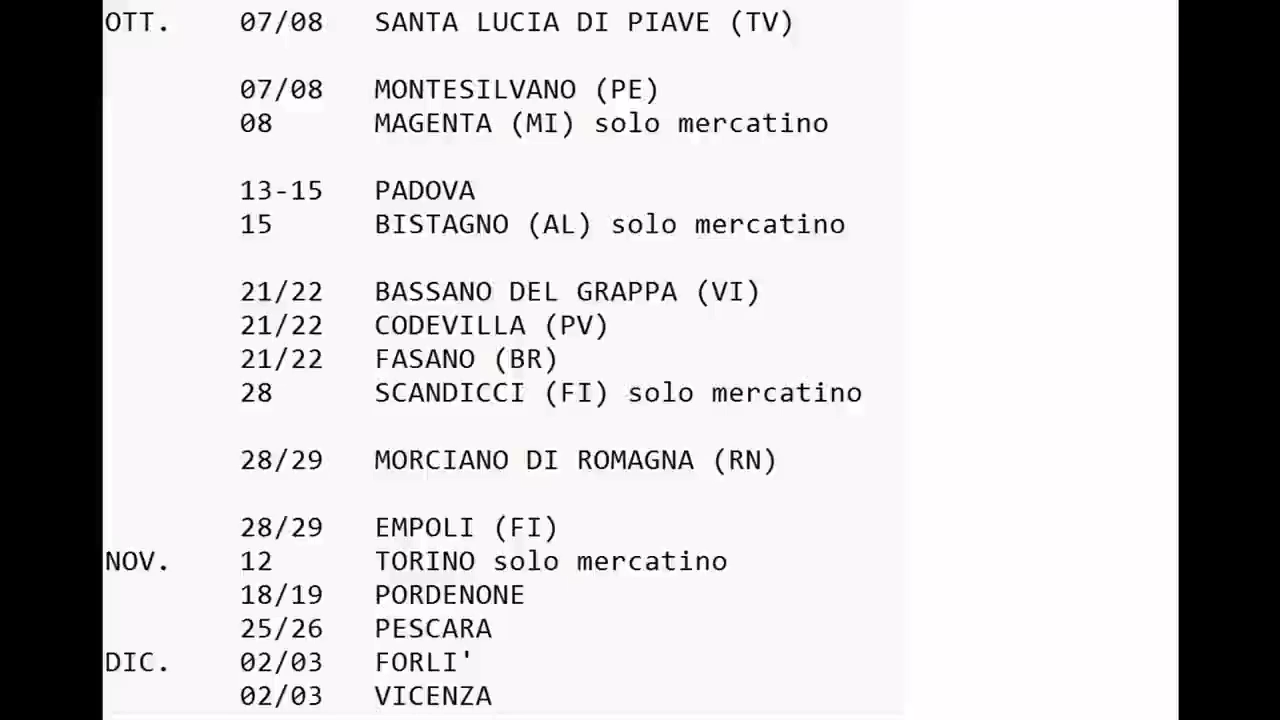 OTT. 07/08 SANTA LUCIA DI PIAVE (TV)
07/08 MONTESILVANO (PE)
08 MAGENTA (MI) solo mercatino
13-15 PADOVA
15 BISTAGNO (AL) solo mercatino
21/22 BASSANO DEL GRAPPA (VI)
21/22 CODEVILLA (PV)
21/22 FASANO (BR)
28 SCANDICCI (FI) solo mercatino
28/29 MORCIANO DI ROMAGNA (RN)
28/29 EMPOLI (FI)
NOV. 12 TORINO solo mercatino
18/19 PORDENONE
25/26 PESCARA
DIC. 02/03 FORLI'
02/03 VICENZA